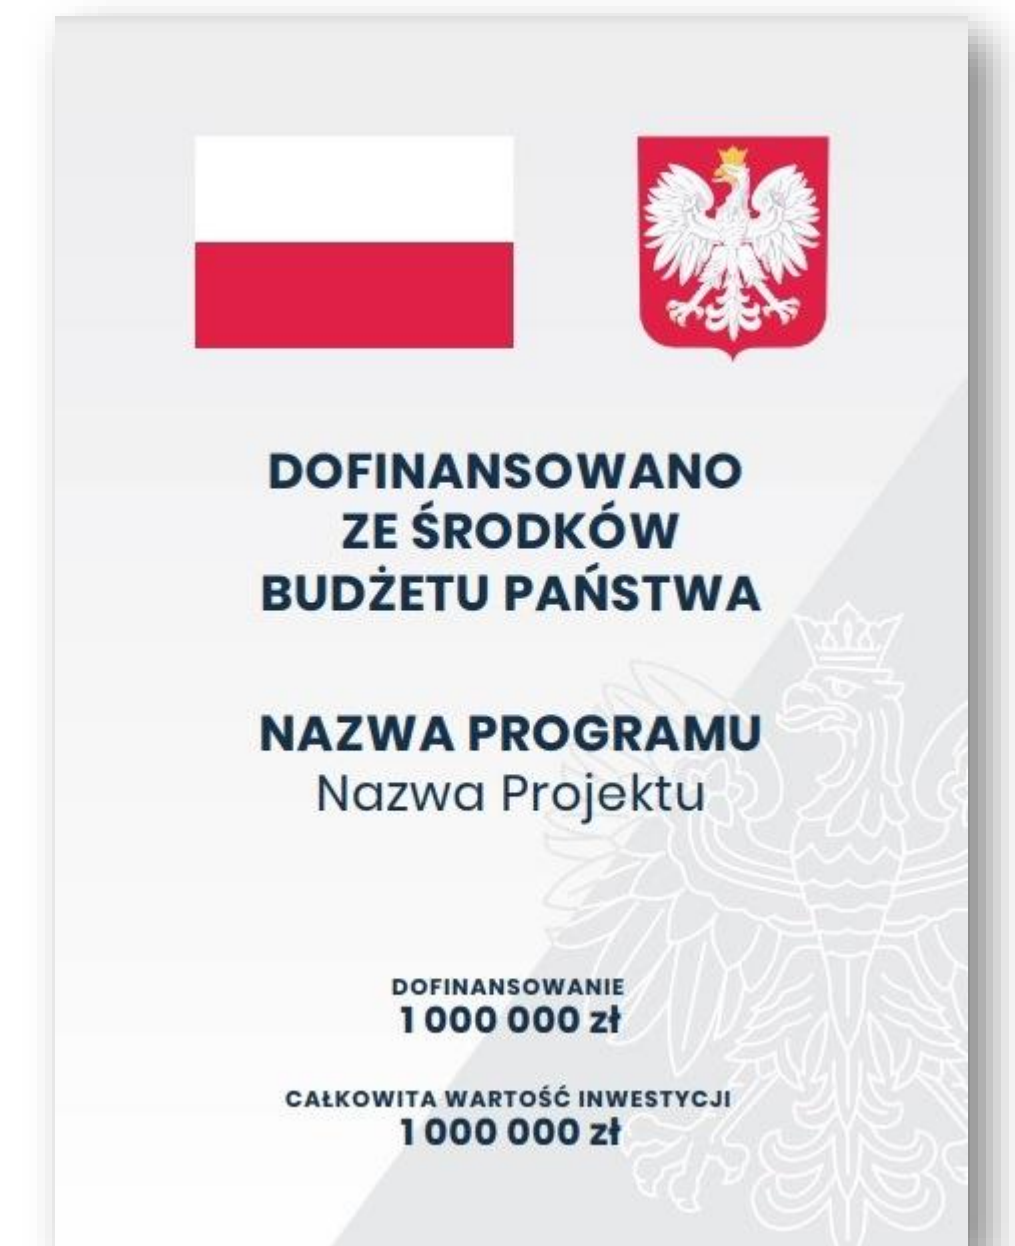 DOFINANSOWANO
ZE ŚRODKÓW
BUDŻETU PAŃSTWA
NAZWA PROGRAMU
Nazwa Projektu
DOFINANSOWANIE
1 000 000 zł
CAŁKOWITA WARTOŚĆ INWESTYCJI
1 000 000 zł